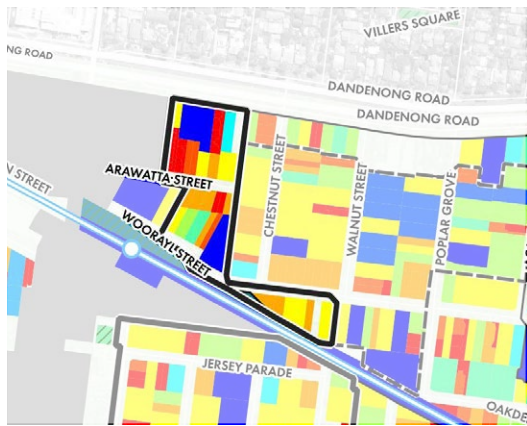 VILLERS SQUARE
NG ROAD
DANDENONG ROAD
DANDENONG ROAD
ARAWATTA STREET
CHESTNUT STREET
WALNUT STREET
POPLAR GROVE
N STREET
WOORAYL STREET
JERSEY PARADE
OAKDE